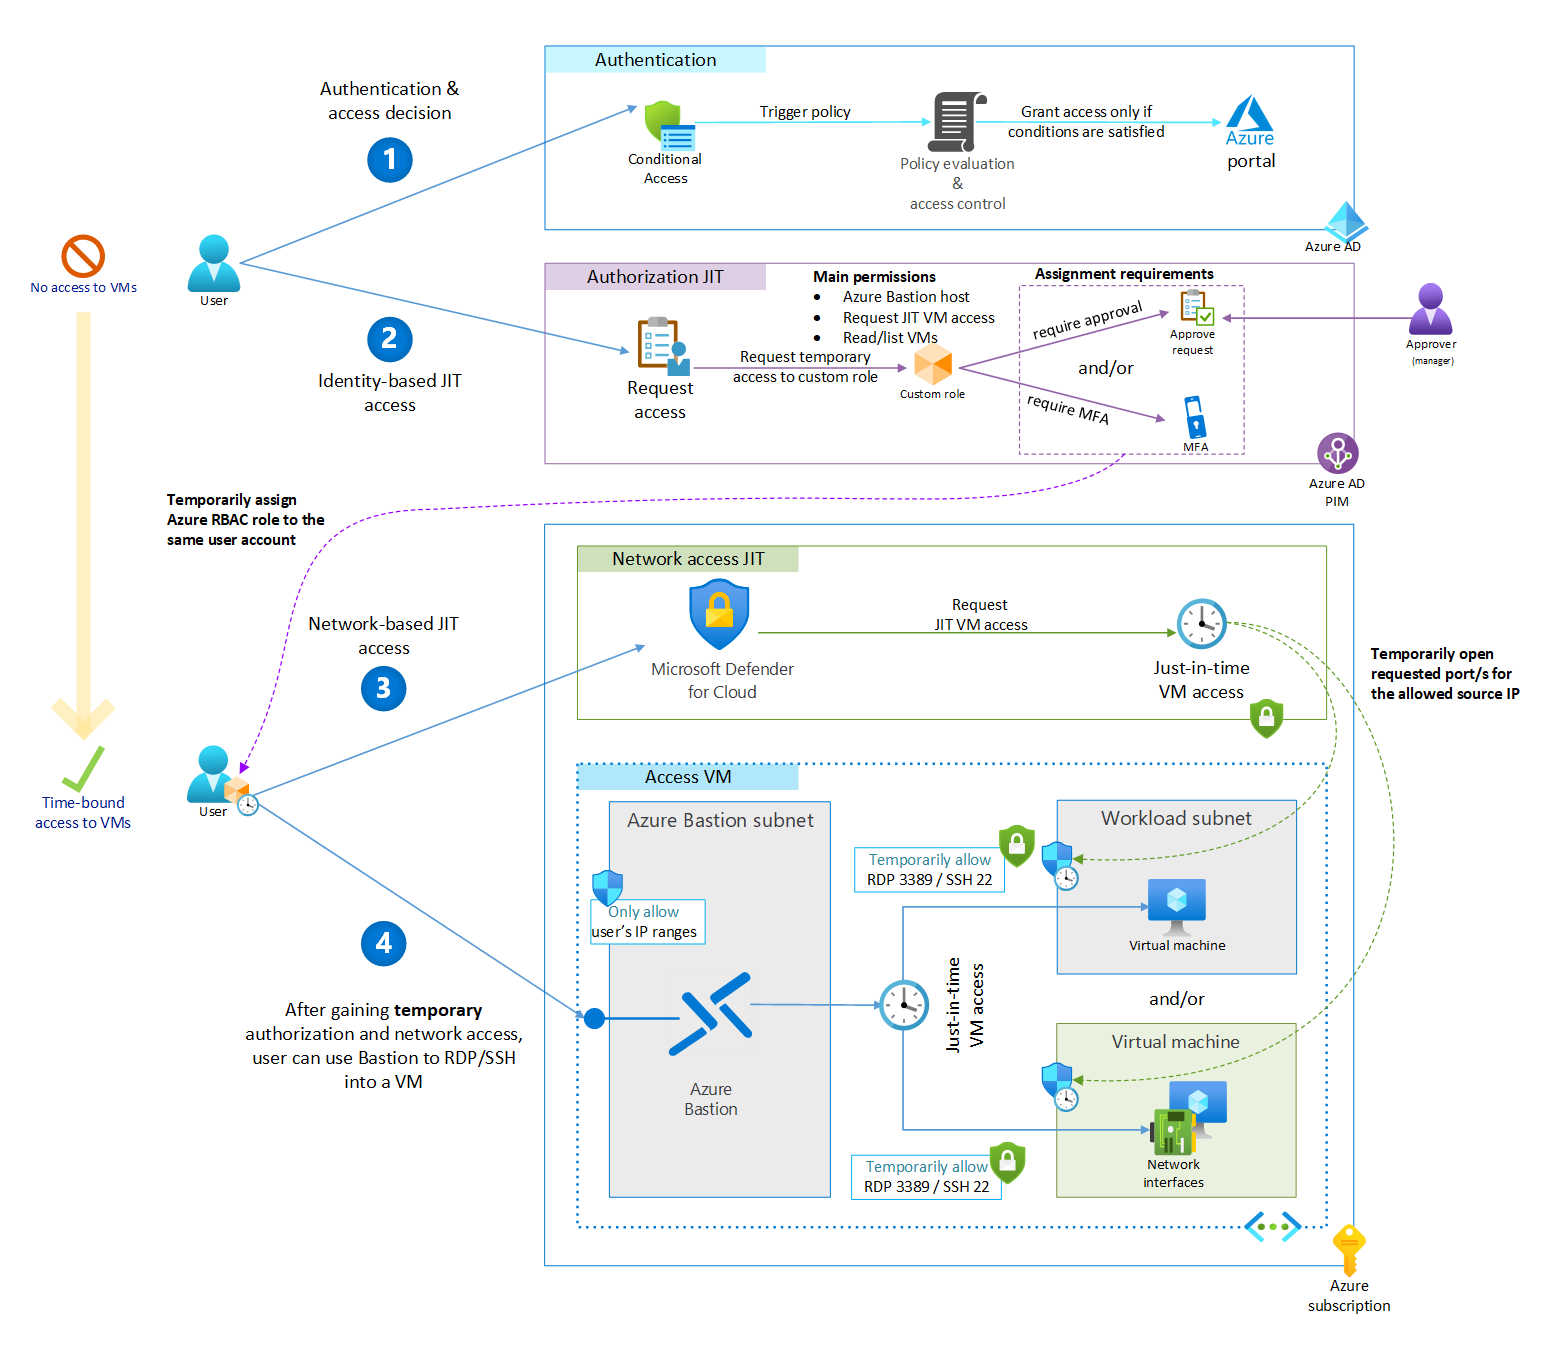 Authentication
Authentication &
access decision
1
Trigger policy
Grant access only if
conditions are satisfied
Conditional
Access
Policy evaluation
&
access control
Azure
portal
Azure AD
No access to VMs
User
Authorization JIT
Main permissions
• Azure Bastion host
• Request JIT VM access
• Read/list VMs
Assignment requirements
2
Identity-based JIT
access
Request
access
Request temporary
access to custom role
Custom role
require approval
and/or
require MFA
Approve
request
MFA
Approver
(manager)
Azure AD
PIM
Temporarily assign
Azure RBAC role to the
same user account
Network access JIT
Network-based JIT
access
3
Microsoft Defender
for Cloud
Request
JIT VM access
Just-in-time
VM access
Temporarily open
requested port/s for
the allowed source IP
Time-bound
access to VMs
User
Access VM
Azure Bastion subnet
Only allow
user's IP ranges
Temporarily allow
RDP 3389 / SSH 22
Workload subnet
Virtual machine
4
After gaining temporary
authorization and network access,
user can use Bastion to RDP/SSH
into a VM
Azure
Bastion
Just-in-time
VM access
and/or
Virtual machine
Network
interfaces
Temporarily allow
RDP 3389 / SSH 22
Azure
subscription